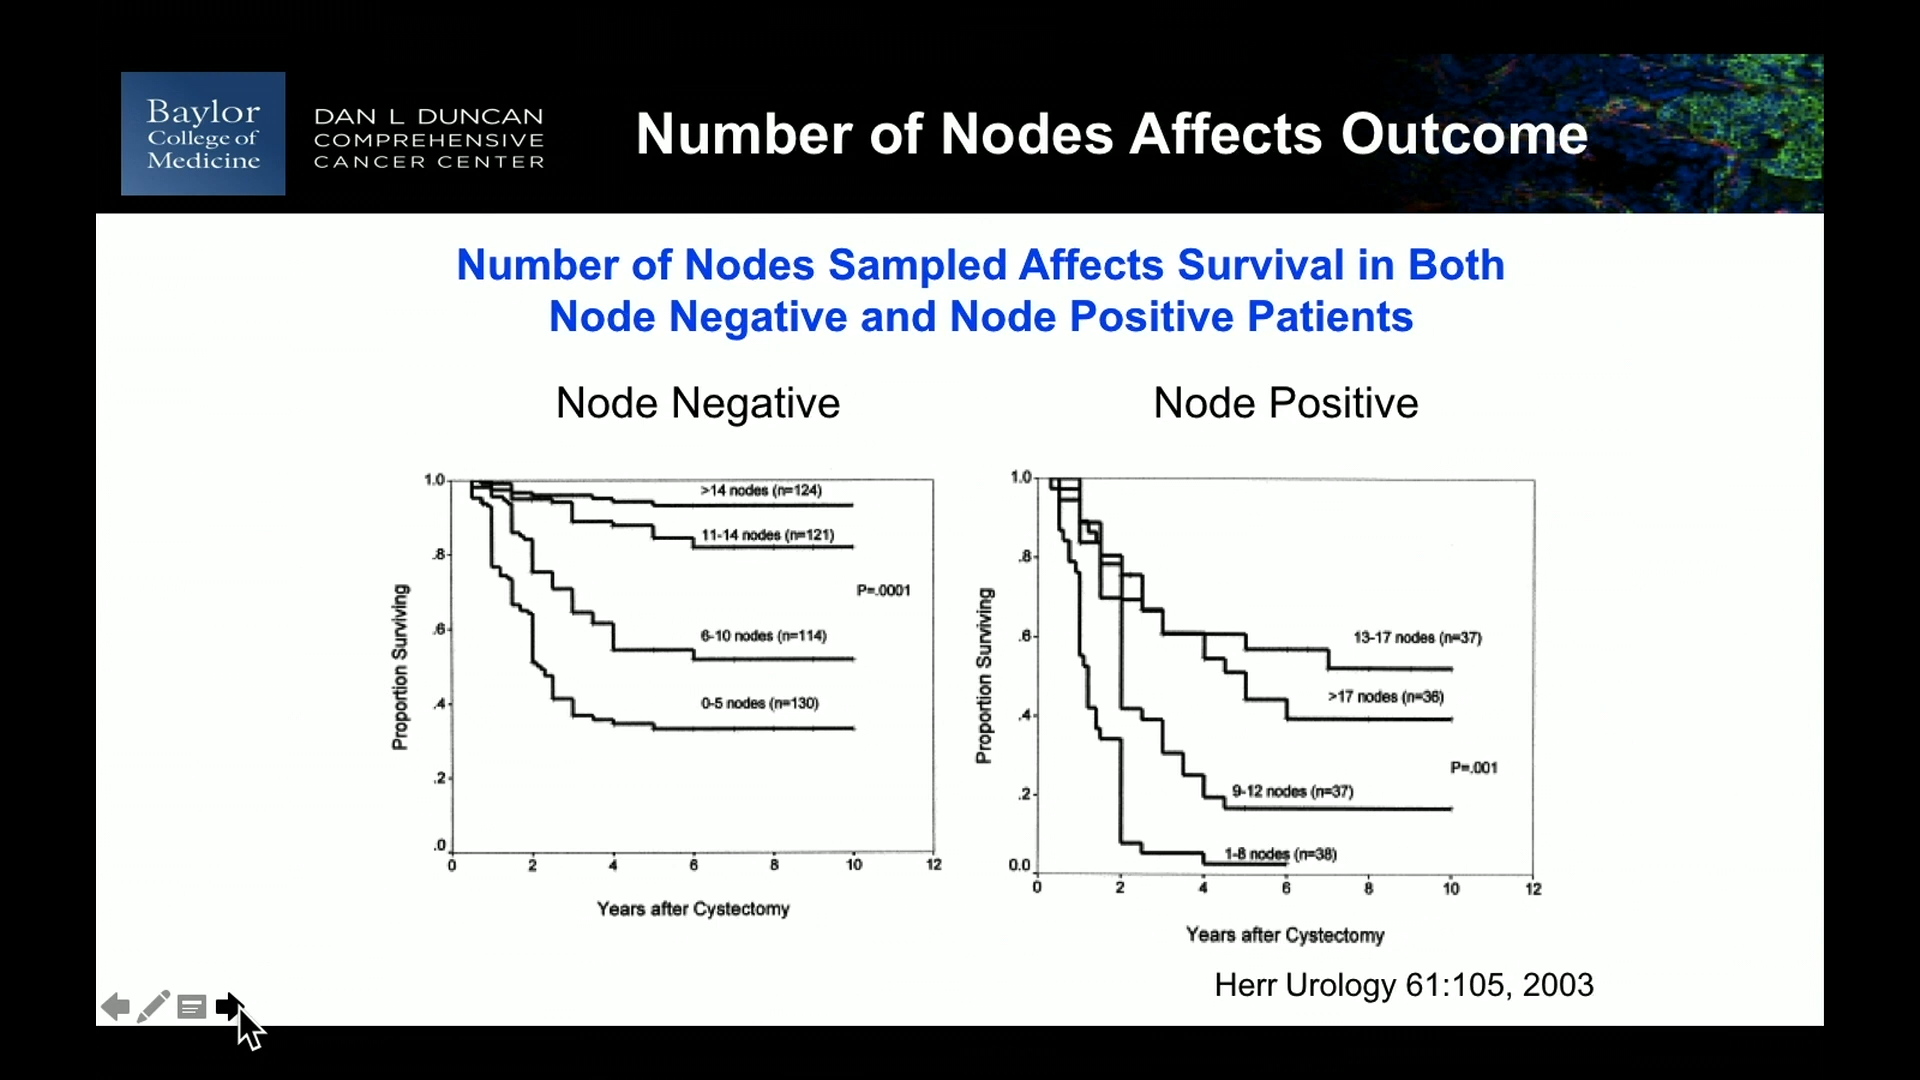 Baylor
College of
Medicine
DAN L DUNCAN
COMPREHENSIVE
CANCER CENTER
Number of Nodes Affects Outcome
Number of Nodes Sampled Affects Survival in Both
Node Negative and Node Positive Patients
Node Negative
Proportion Surviving
1.0
.8
.6
.4
.2
.0
>14 nodes (n=124)
11-14 nodes (n=121)
P=.0001
6-10 nodes (n=114)
0-5 nodes (n=130)
0 2 4 6 8 10 12
Years after Cystectomy
Node Positive
Proportion Surviving
1.0
.8
.6
.4
.2
0.0
13-17 nodes (n=37)
>17 nodes (n=36)
P=.001
9-12 nodes (n=37)
1-8 nodes (n=38)
0 2 4 6 8 10 12
Years after Cystectomy
Herr Urology 61:105, 2003